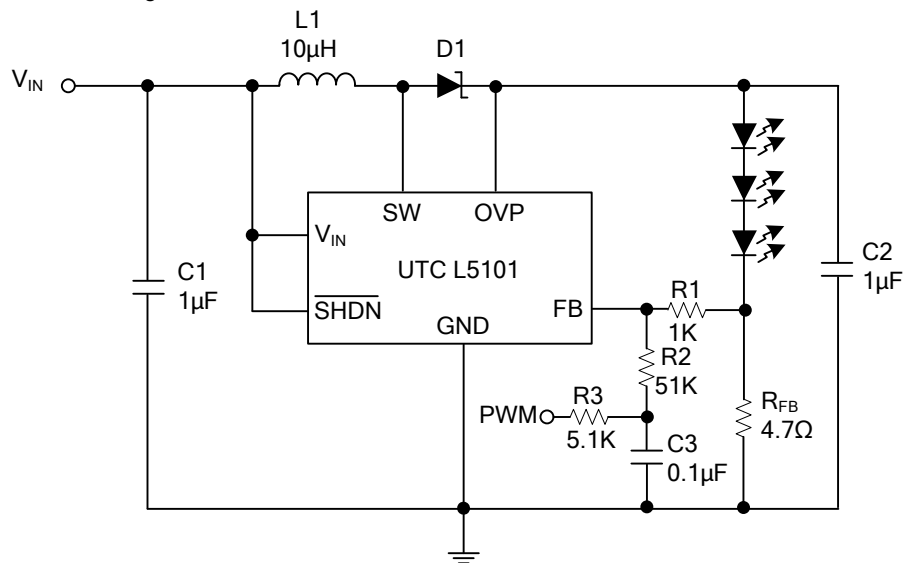 L1
10µH
D1
VIN
SW
OVP
VIN
UTC L5101
SHDN
FB
GND
C1
1µF
C2
1µF
R1
1K
R2
51K
R3
5.1K
PWM
C3
0.1µF
RFB
4.7Ω